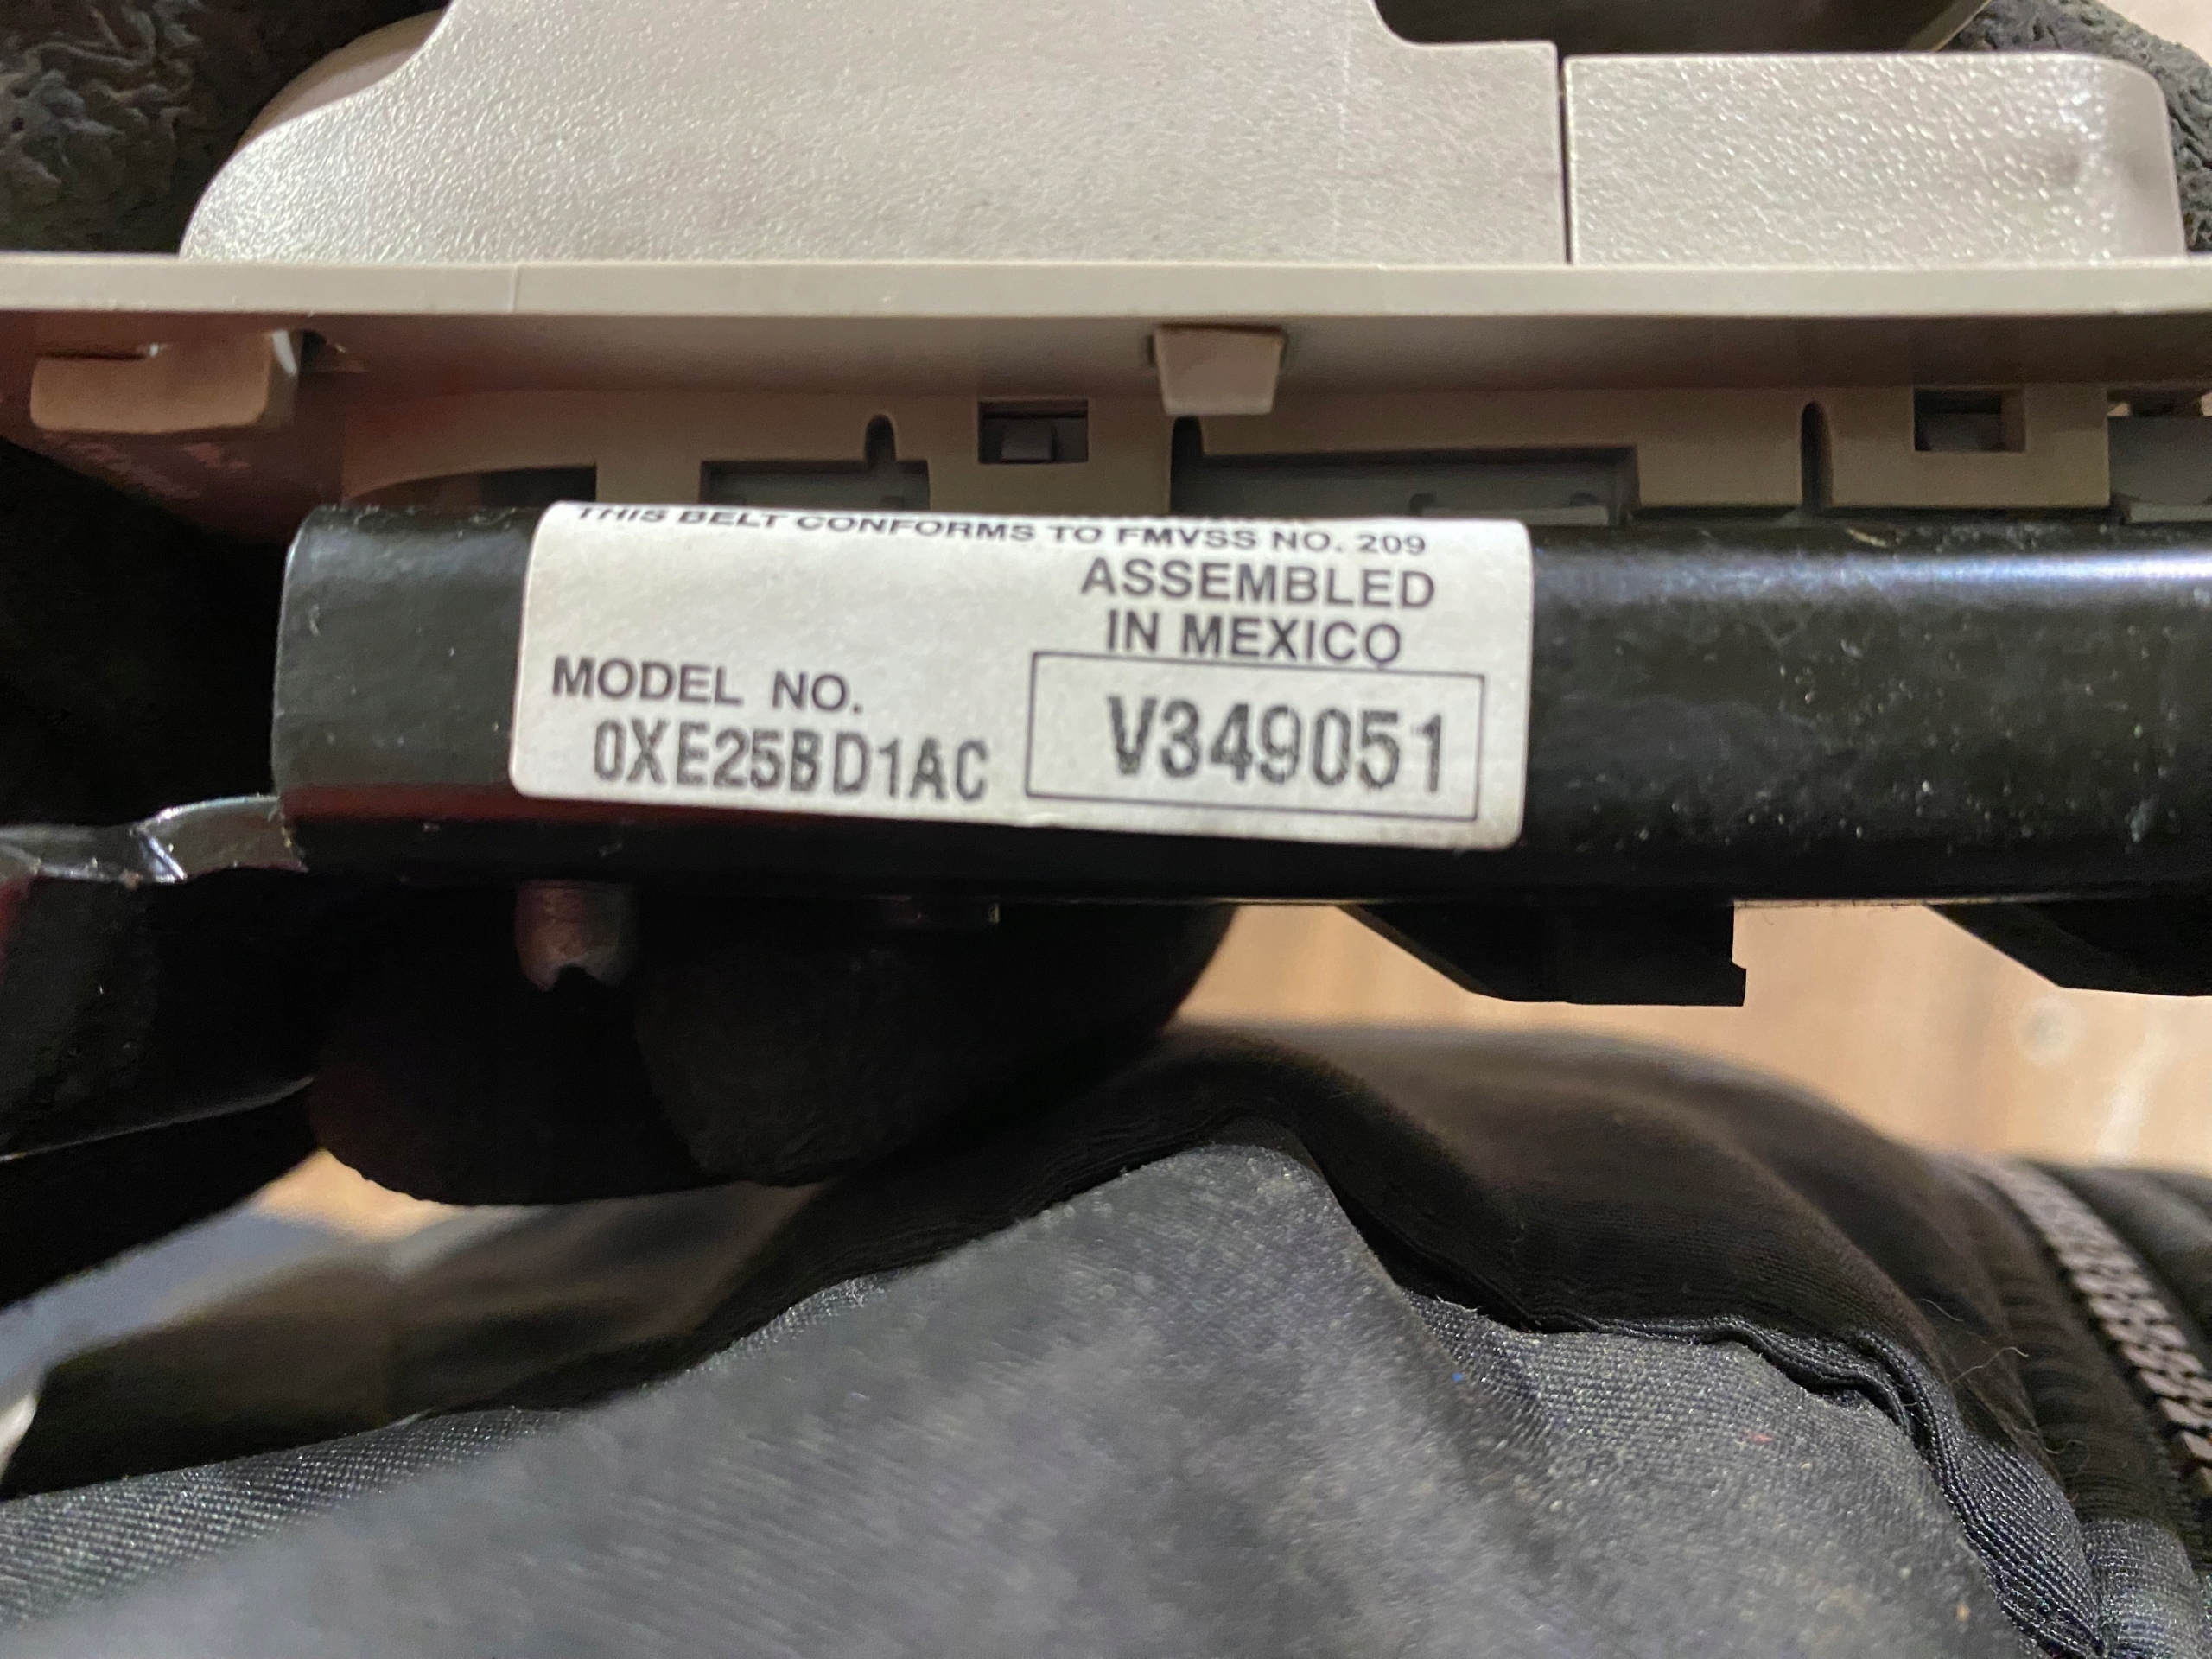 THIS BELT CONFORMS TO FMVSS NO. 209
ASSEMBLED
IN MEXICO
MODEL NO.
0XE25BD1AC
V349051